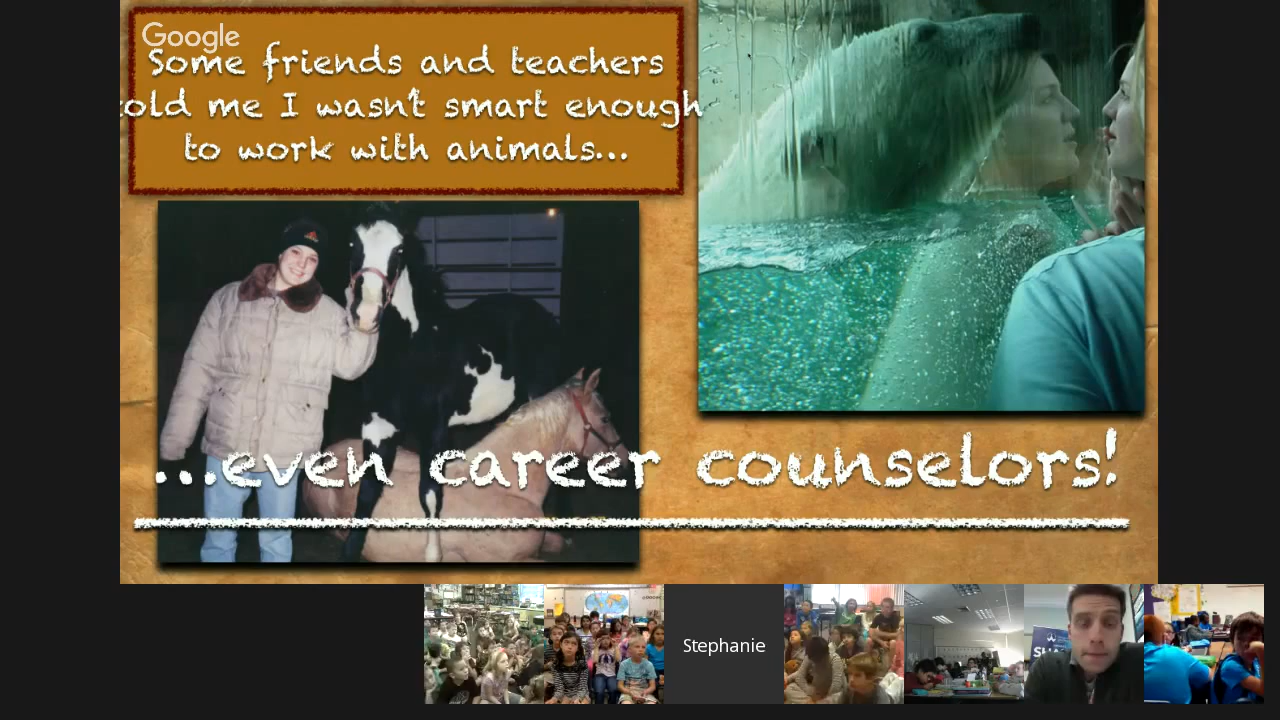 Google
Some friends and teachers
told me I wasn't smart enough
to work with animals...
...even career counselors!
Stephanie